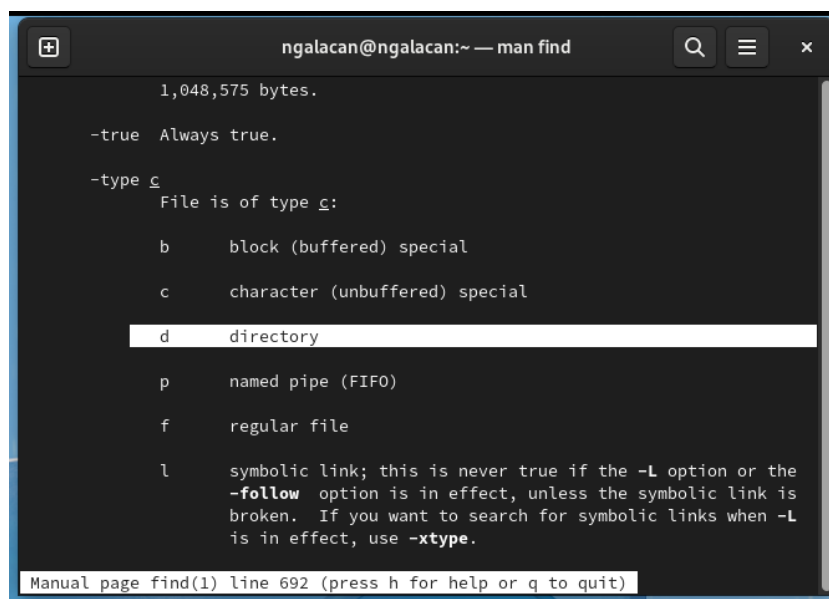 ngalacan@ngalacan:~ — man find
1,048,575 bytes.
-true  Always true.
-type c
File is of type c:
b      block (buffered) special
c      character (unbuffered) special
d      directory
p      named pipe (FIFO)
f      regular file
l      symbolic link; this is never true if the -L option or the
-follow  option is in effect, unless the symbolic link is
broken.  If you want to search for symbolic links when -L
is in effect, use -xtype.
Manual page find(1) line 692 (press h for help or q to quit)